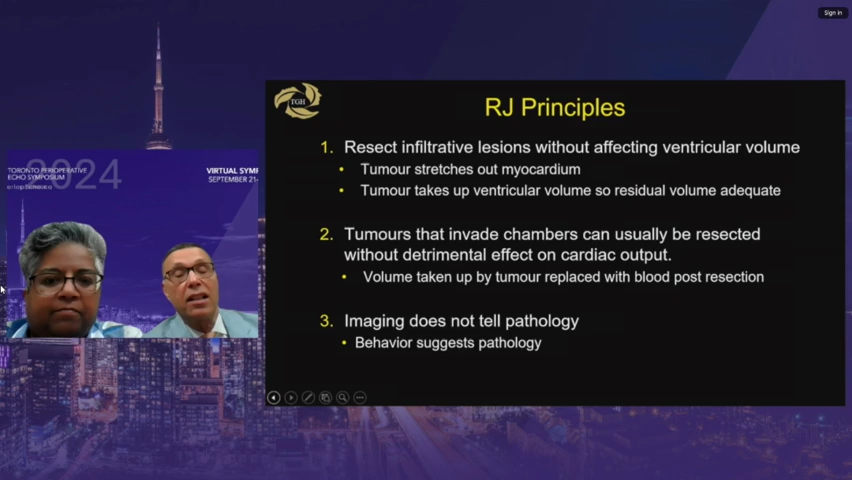 Sign in
TGH
RJ Principles
1. Resect infiltrative lesions without affecting ventricular volume
• Tumour stretches out myocardium
• Tumour takes up ventricular volume so residual volume adequate
2. Tumours that invade chambers can usually be resected
without detrimental effect on cardiac output.
• Volume taken up by tumour replaced with blood post resection
3. Imaging does not tell pathology
• Behavior suggests pathology
2024
TORONTO PERIOPERATIVE
ECHO SYMPOSIUM
VIRTUAL SYMP
SEPTEMBER 21-